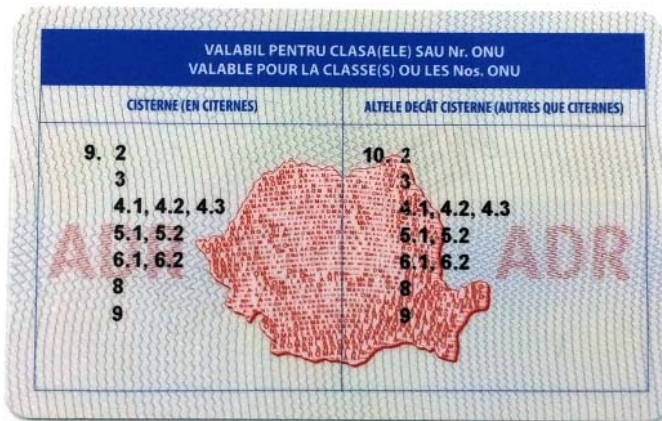 VALABIL PENTRU CLASA(ELE) SAU Nr. ONU
VALABLE POUR LA CLASSE(S) OU LES Nos. ONU
CISTERNE (EN CITERNES)
ALTELE DECÂT CISTERNE (AUTRES QUE CITERNES)
9. 2
3
4.1, 4.2, 4.3
5.1, 5.2
6.1, 6.2
8
9
10. 2
3
4.1, 4.2, 4.3
5.1, 5.2
6.1, 6.2
8
9
ADR
ADR